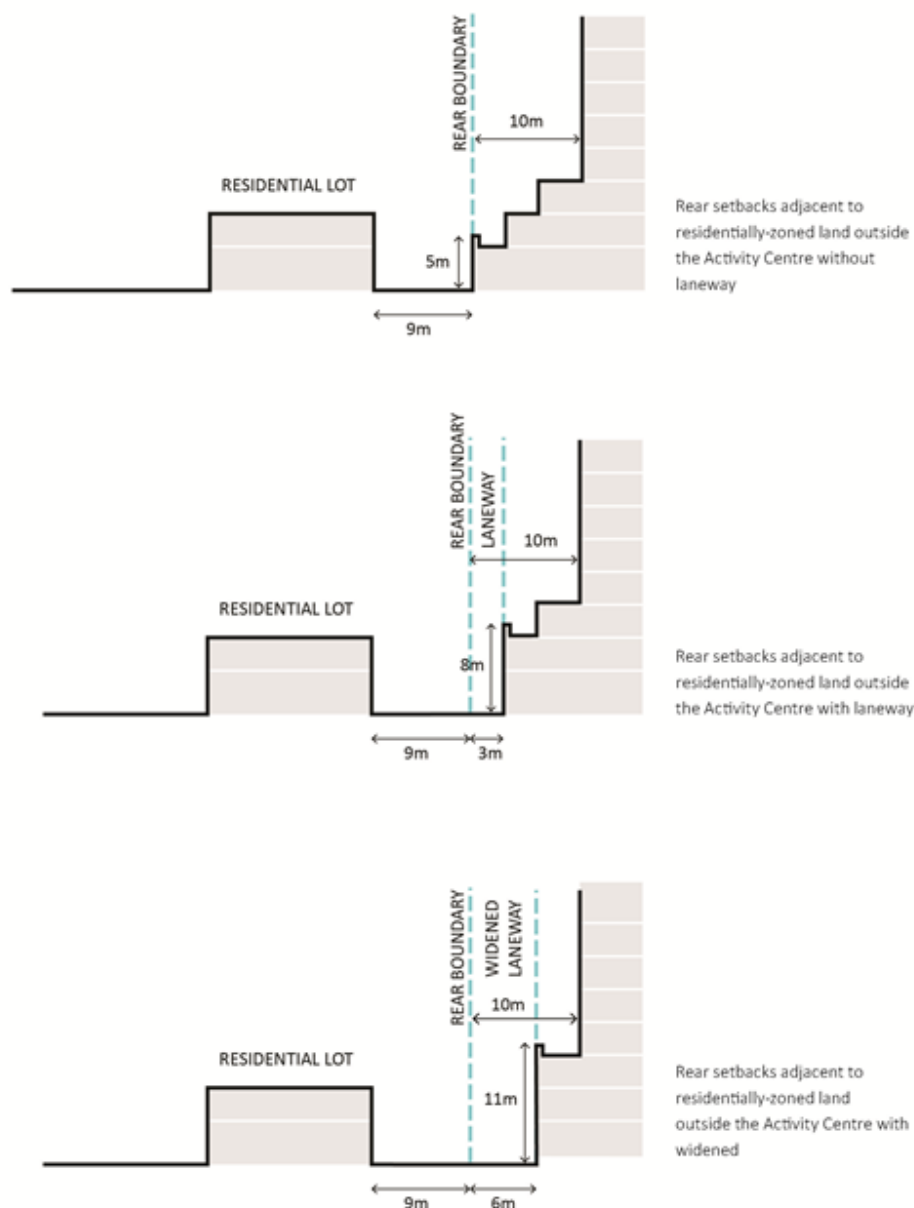 REAR BOUNDARY
10m
RESIDENTIAL LOT
5m
9m
Rear setbacks adjacent to
residentially-zoned land outside
the Activity Centre without
laneway
REAR BOUNDARY
LANEWAY
10m
RESIDENTIAL LOT
8m
9m
3m
Rear setbacks adjacent to
residentially-zoned land outside
the Activity Centre with laneway
REAR BOUNDARY
WIDENED
LANEWAY
10m
RESIDENTIAL LOT
11m
9m
6m
Rear setbacks adjacent to
residentially-zoned land
outside the Activity Centre with
widened